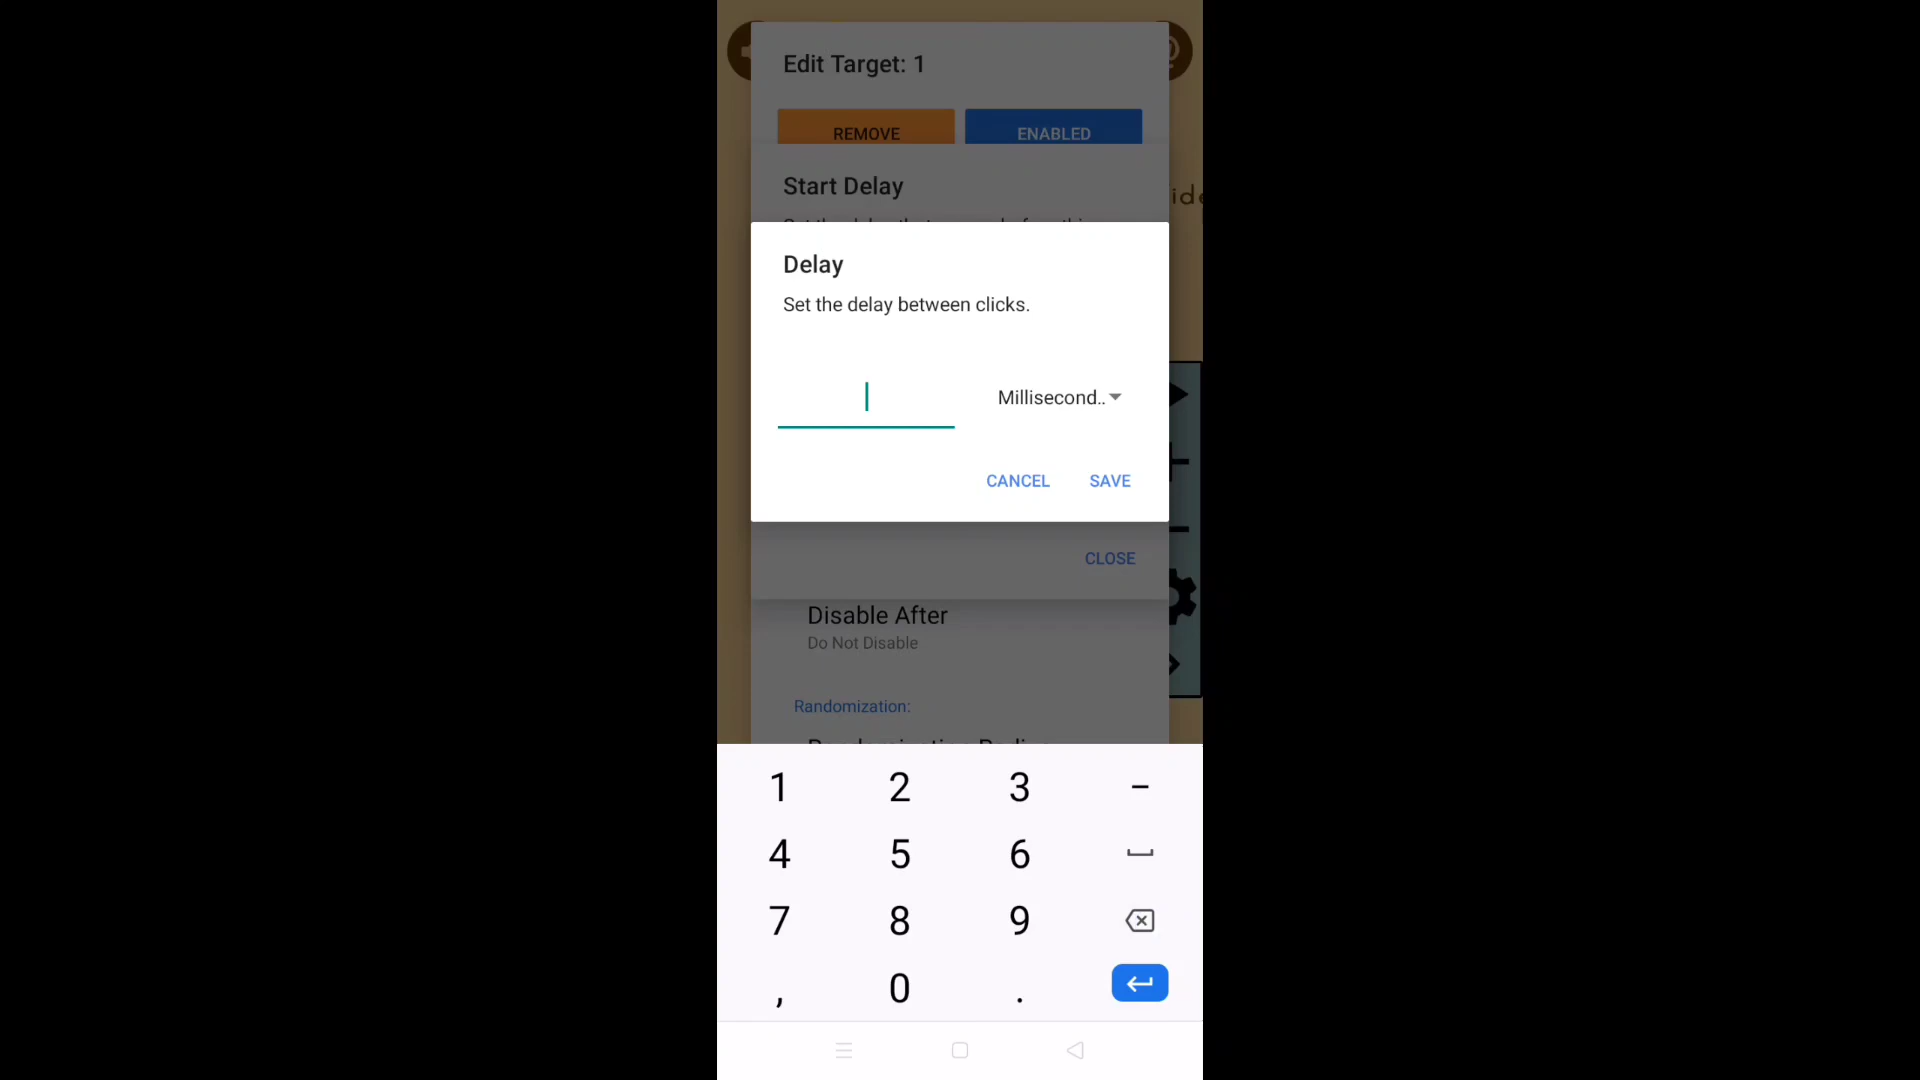 Edit Target: 1
REMOVE ENABLED
Start Delay
ide
Delay
Set the delay between clicks.
Millisecond..
CANCEL SAVE
CLOSE
Disable After
Do Not Disable
Randomization:
1 2 3 -
4 5 6
7 8 9
, 0 .